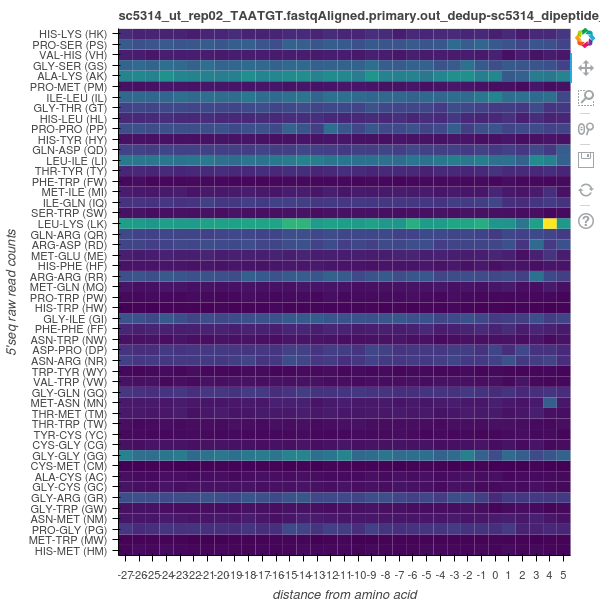 sc5314_ut_rep02_TAATGT.fastqAligned.primary.out_dedup-sc5314_dipeptide_
HIS-LYS (HK)
PRO-SER (PS)
VAL-HIS (VH)
GLY-SER (GS)
ALA-LYS (AK)
PRO-MET (PM)
ILE-LEU (IL)
GLY-THR (GT)
HIS-LEU (HL)
PRO-PRO (PP)
HIS-TYR (HY)
GLN-ASP (QD)
LEU-ILE (LI)
THR-TYR (TY)
PHE-TRP (FW)
MET-ILE (MI)
ILE-GLN (IQ)
SER-TRP (SW)
LEU-LYS (LK)
GLN-ARG (QR)
ARG-ASP (RD)
MET-GLU (ME)
HIS-PHE (HF)
ARG-ARG (RR)
MET-GLN (MQ)
PRO-TRP (PW)
HIS-TRP (HW)
GLY-ILE (GI)
PHE-PHE (FF)
ASN-TRP (NW)
ASP-PRO (DP)
ASN-ARG (NR)
TRP-TYR (WY)
VAL-TRP (VW)
GLY-GLN (GQ)
MET-ASN (MN)
THR-MET (TM)
THR-TRP (TW)
TYR-CYS (YC)
CYS-GLY (CG)
GLY-GLY (GG)
CYS-MET (CM)
ALA-CYS (AC)
GLY-CYS (GC)
GLY-ARG (GR)
GLY-TRP (GW)
ASN-MET (NM)
PRO-GLY (PG)
MET-TRP (MW)
HIS-MET (HM)
5'seq raw read counts
-27-26-25-24-23-22-21-20-19-18-17-16-15-14-13-12-11-10-9 -8 -7 -6 -5 -4 -3 -2 -1 0 1 2 3 4 5
distance from amino acid